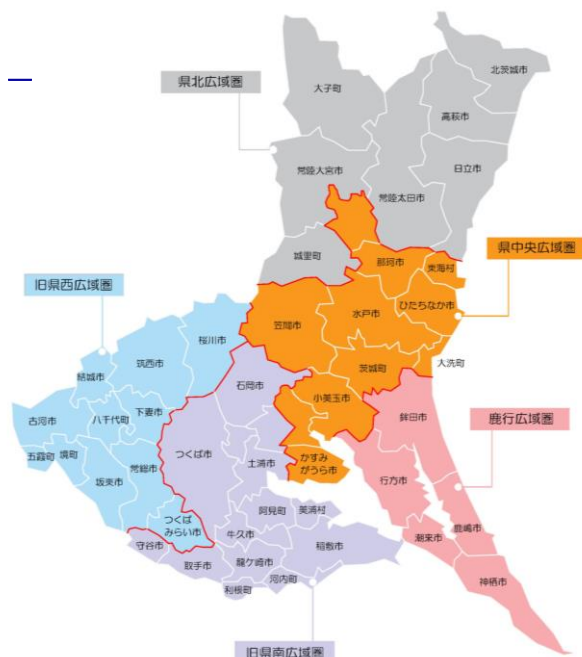 北茨城市
大子町
県北広域圏
高萩市
日立市
常陸大宮市
常陸太田市
城里町
那珂市
東海村
県中央広域圏
旧県西広域圏
ひたちなか市
水戸市
笠間市
桜川市
茨城町
大洗町
筑西市
結城市
石岡市
小美玉市
鉾田市
古河市
八千代町
下妻市
鹿行広域圏
五霞町
境町
つくば市
土浦市
かすみ
がうら市
坂東市
常総市
行方市
阿見町
美浦村
つくば
みらい市
鹿嶋市
牛久市
稲敷市
潮来市
守谷市
取手市
龍ケ崎市
河内町
神栖市
利根町
旧県南広域圏